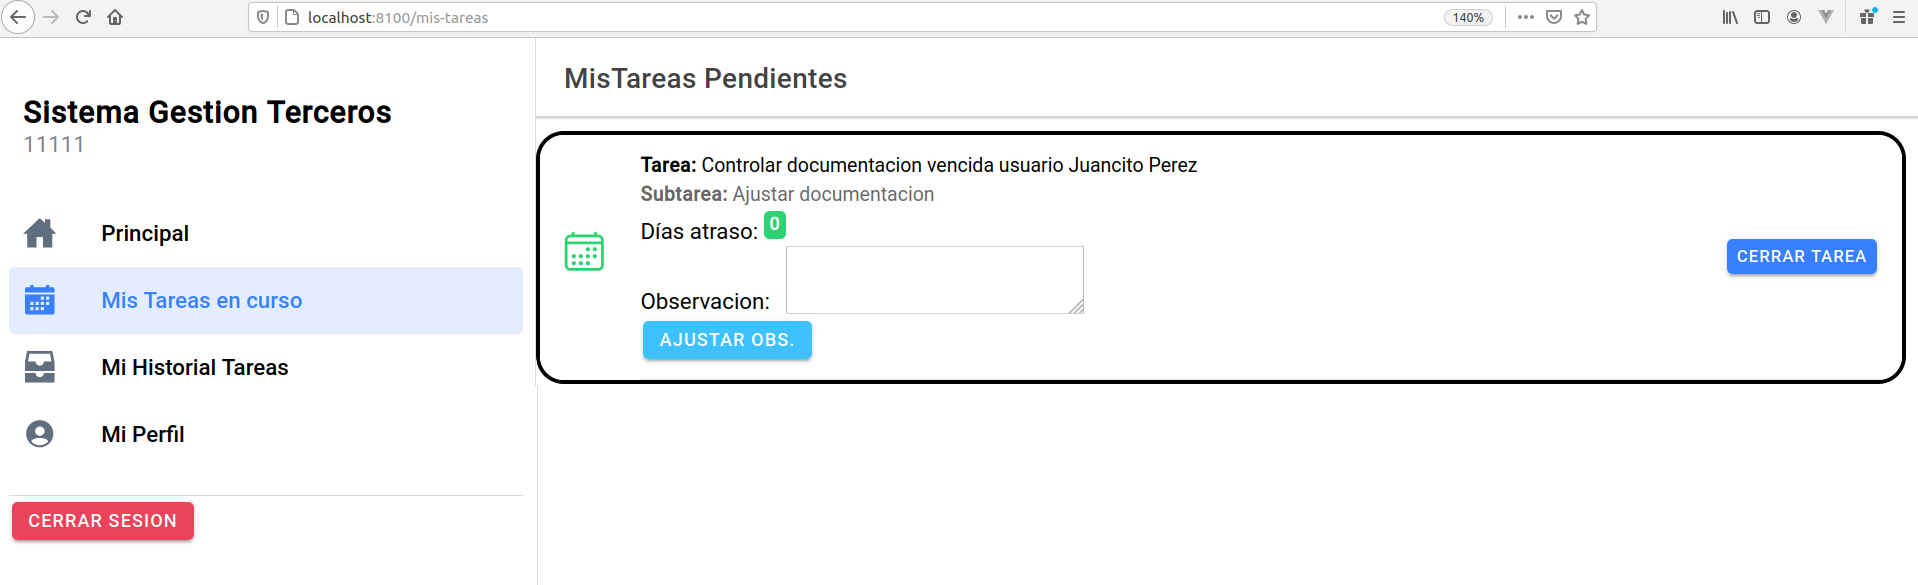 localhost:8100/mis-tareas
140%
Sistema Gestion Terceros
11111
Principal
Mis Tareas en curso
Mi Historial Tareas
Mi Perfil
CERRAR SESION
MisTareas Pendientes
Tarea: Controlar documentacion vencida usuario Juancito Perez
Subtarea: Ajustar documentacion
Días atraso: 0
Observacion:
AJUSTAR OBS.
CERRAR TAREA